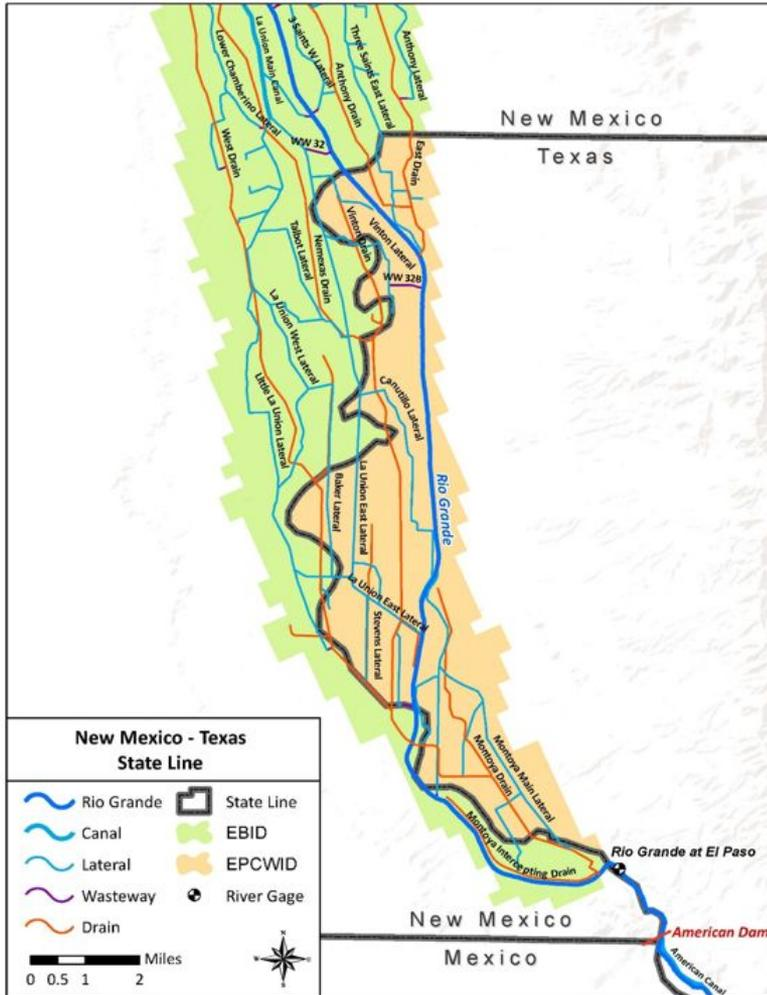 Lower Chamberino Lateral
La Union Main Canal
3 Saints W Lateral
Anthony Drain
Three Saints East Lateral
Anthony Lateral
New Mexico
Texas
WW 32
West Drain
East Drain
Vinton Drain
Vinton Lateral
Talbot Lateral
Nemexas Drain
WW 32B
La Union West Lateral
Little La Union Lateral
Canutillo Lateral
Rio Grande
Baker Lateral
La Union East Lateral
La Union East Lateral
Stevens Lateral
Montoya Drain
Montoya Main Lateral
Montoya Intercepting Drain
Rio Grande at El Paso
New Mexico
Mexico
American Dam
American Canal
New Mexico - Texas
State Line
Rio Grande
State Line
Canal
EBID
Lateral
EPCWID
Wasteway
River Gage
Drain
Miles
0 0.5 1 2
N
E
S
W